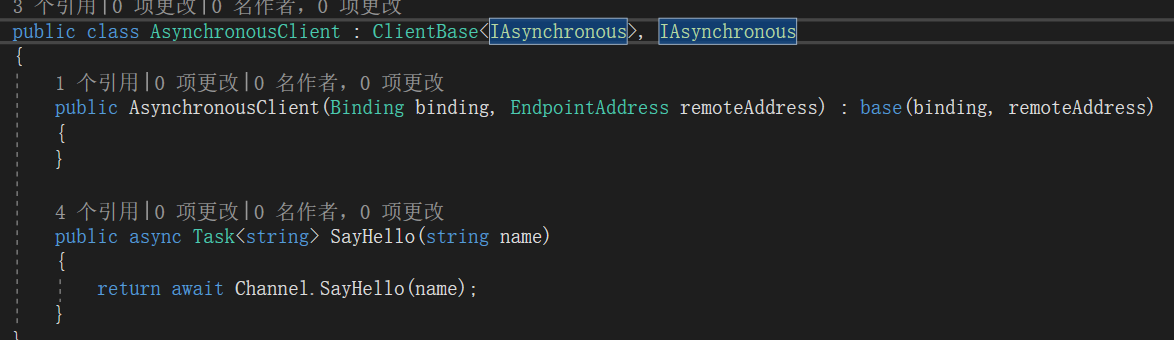 3 个引用|0 项更改|0 名作者，0 项更改
public class AsynchronousClient : ClientBase<IAsynchronous>, IAsynchronous
{
1 个引用|0 项更改|0 名作者，0 项更改
public AsynchronousClient(Binding binding, EndpointAddress remoteAddress) : base(binding, remoteAddress)
{
}
4 个引用|0 项更改|0 名作者，0 项更改
public async Task<string> SayHello(string name)
{
return await Channel.SayHello(name);
}
}